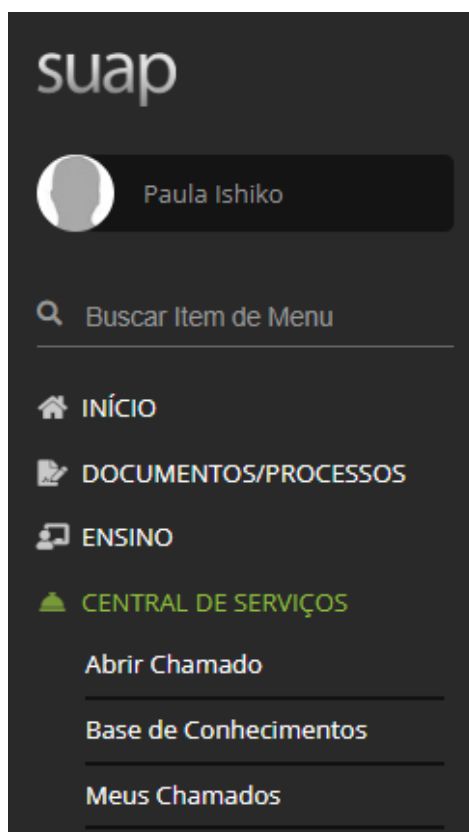 suap
Paula Ishiko
Buscar Item de Menu
INÍCIO
DOCUMENTOS/PROCESSOS
ENSINO
CENTRAL DE SERVIÇOS
Abrir Chamado
Base de Conhecimentos
Meus Chamados